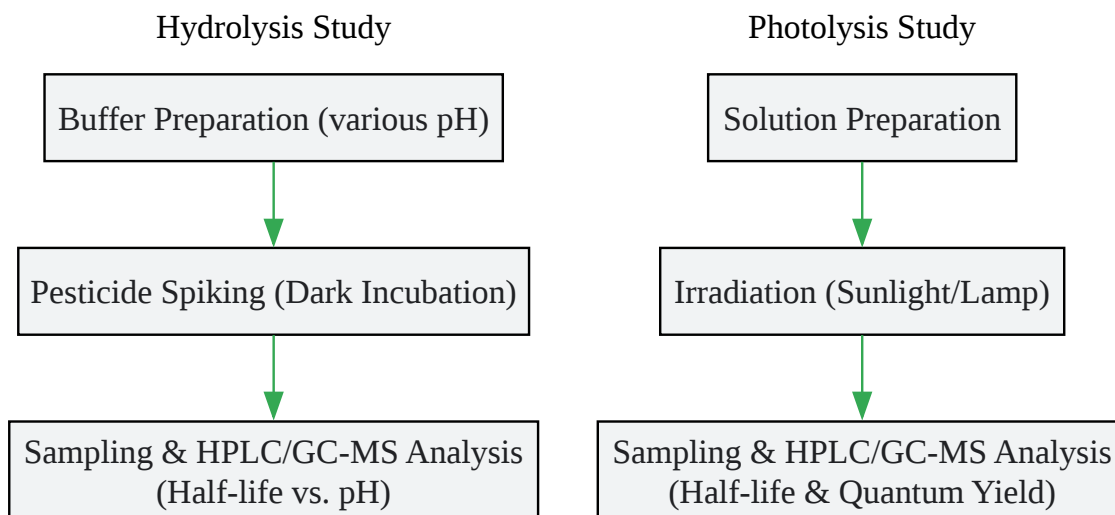 Hydrolysis Study
Buffer Preparation (various pH)
Pesticide Spiking (Dark Incubation)
Sampling & HPLC/GC-MS Analysis
(Half-life vs. pH)
Photolysis Study
Solution Preparation
Irradiation (Sunlight/Lamp)
Sampling & HPLC/GC-MS Analysis
(Half-life & Quantum Yield)